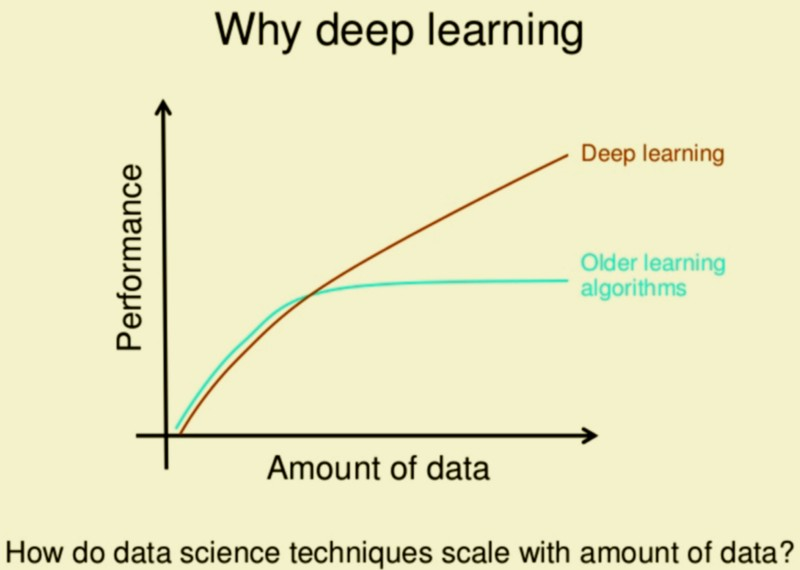 Why deep learning
Deep learning
Performance
Older learning
algorithms
Amount of data
How do data science techniques scale with amount of data?